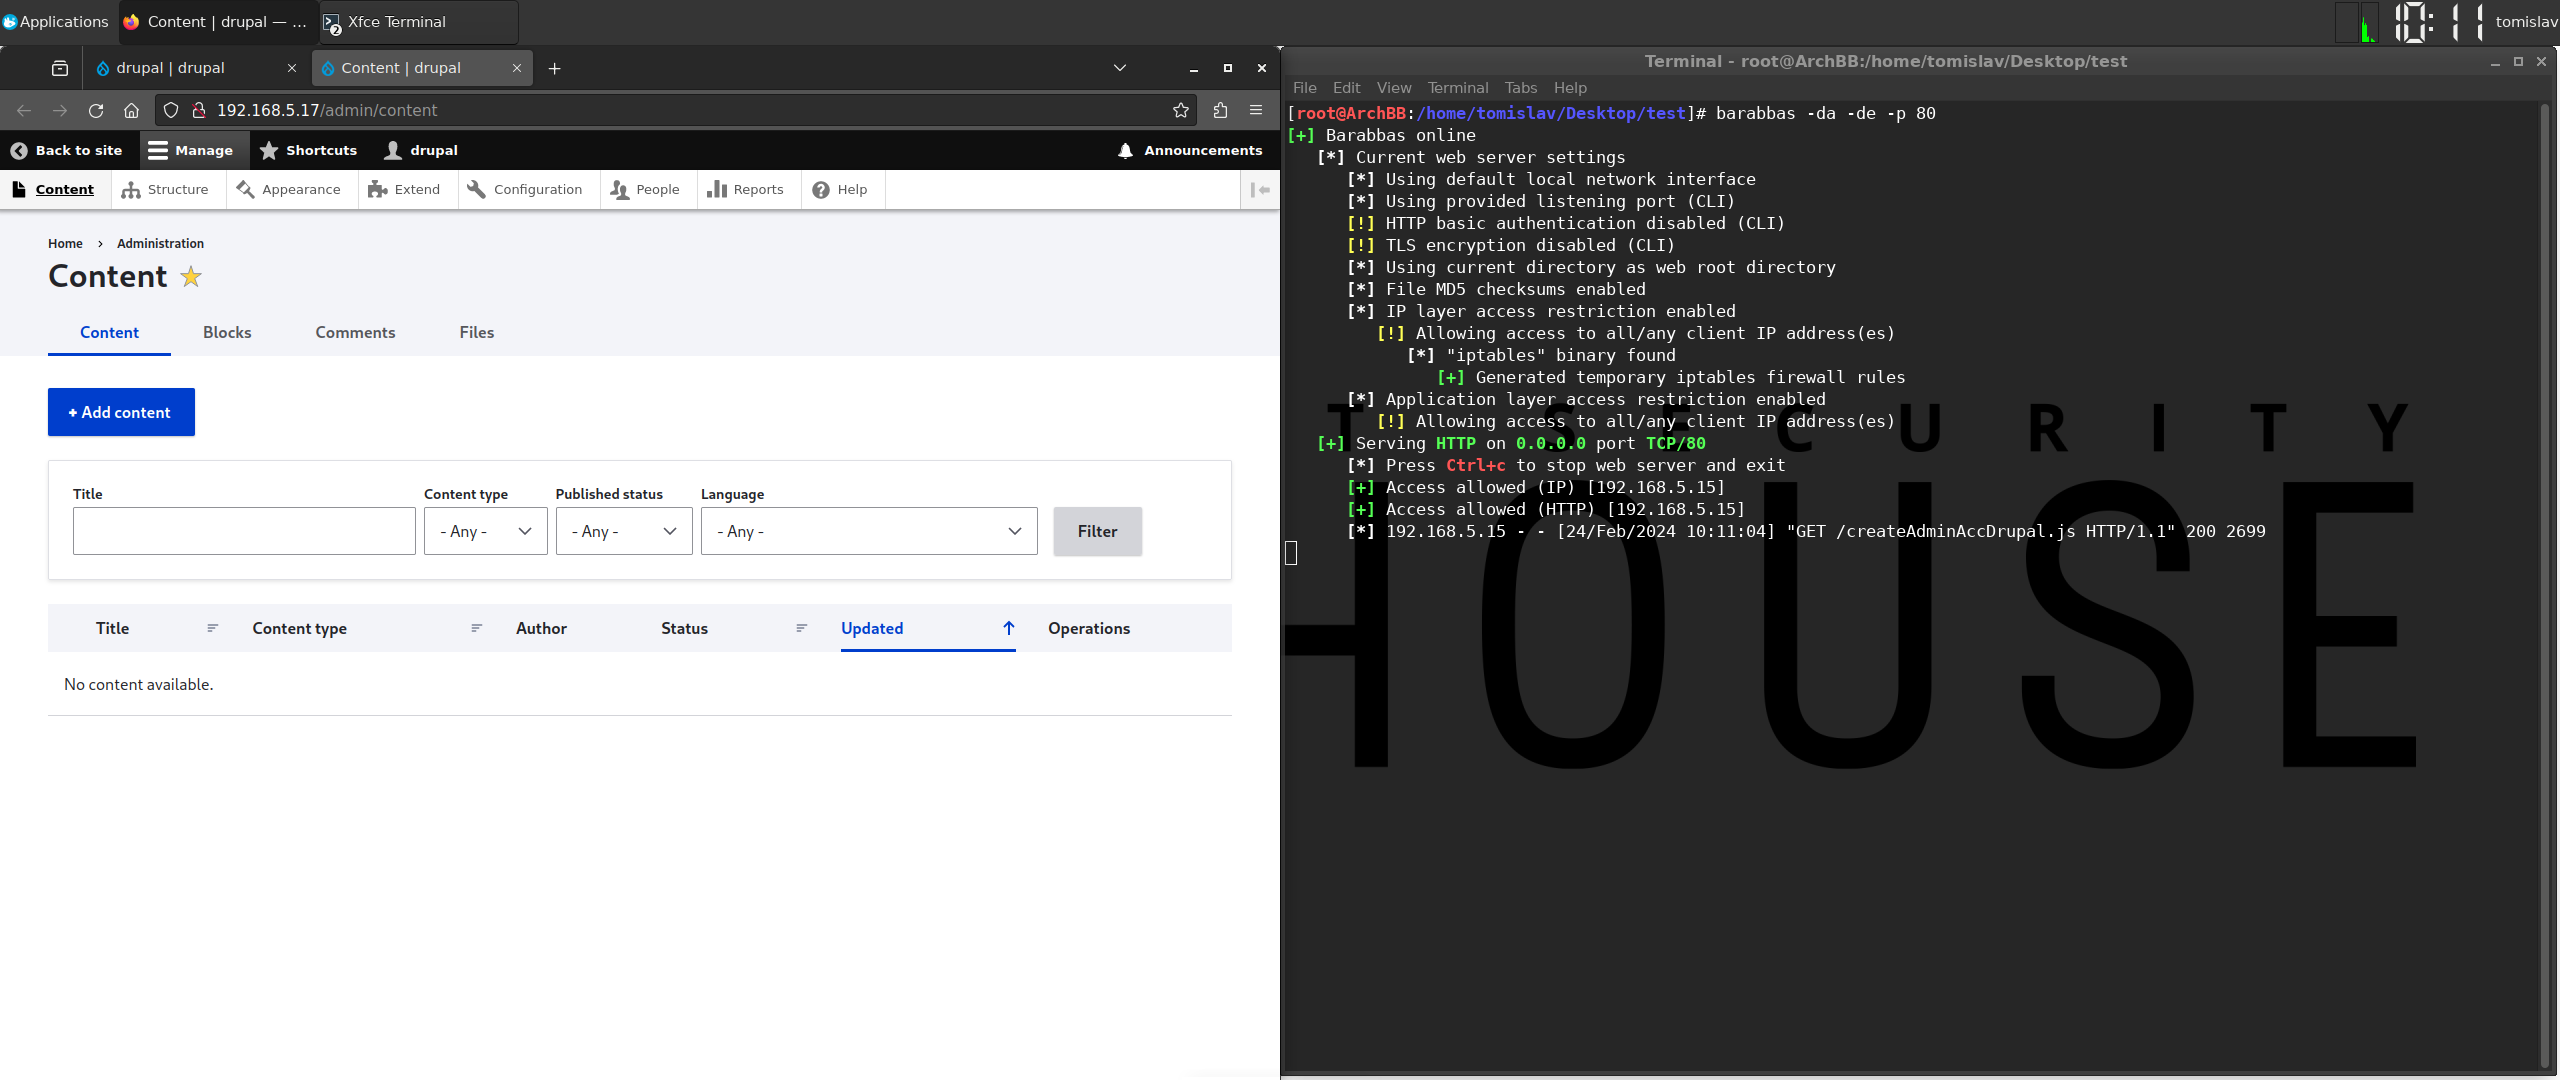 Applications
Content | drupal — ...
Xfce Terminal
10:11
tomislav
drupal | drupal
Content | drupal
192.168.5.17/admin/content
Back to site
Manage
Shortcuts
drupal
Announcements
Content
Structure
Appearance
Extend
Configuration
People
Reports
Help
Home > Administration
Content
Content
Blocks
Comments
Files
+ Add content
Title
Content type
Published status
Language
- Any -
- Any -
- Any -
Filter
Title
Content type
Author
Status
Updated
Operations
No content available.
Terminal - root@ArchBB:/home/tomislav/Desktop/test
File Edit View Terminal Tabs Help
[root@ArchBB:/home/tomislav/Desktop/test]# barabbas -da -de -p 80
[+] Barabbas online
[*] Current web server settings
[*] Using default local network interface
[*] Using provided listening port (CLI)
[!] HTTP basic authentication disabled (CLI)
[!] TLS encryption disabled (CLI)
[*] Using current directory as web root directory
[*] File MD5 checksums enabled
[*] IP layer access restriction enabled
[!] Allowing access to all/any client IP address(es)
[*] "iptables" binary found
[+] Generated temporary iptables firewall rules
[*] Application layer access restriction enabled
[!] Allowing access to all/any client IP address(es)
[+] Serving HTTP on 0.0.0.0 port TCP/80
[*] Press Ctrl+c to stop web server and exit
[+] Access allowed (IP) [192.168.5.15]
[+] Access allowed (HTTP) [192.168.5.15]
[*] 192.168.5.15 - - [24/Feb/2024 10:11:04] "GET /createAdminAccDrupal.js HTTP/1.1" 200 2699
T SECURITY
HOUSE